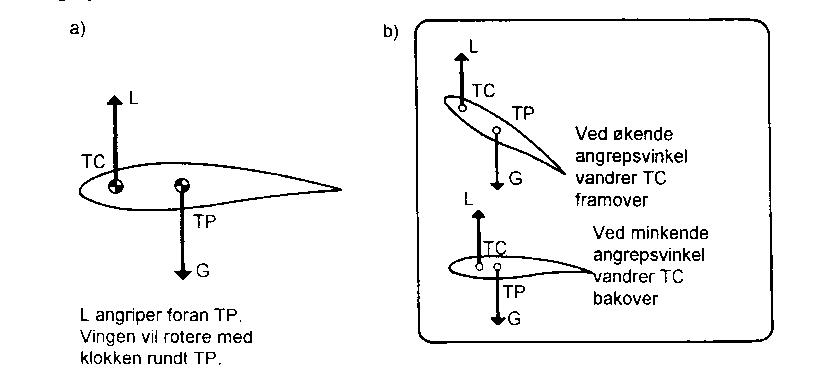 a)
L
TC
TP
G
L angriper foran TP.
Vingen vil rotere med
klokken rundt TP.
b)
L
TC
TP
G
Ved økende
angrepsvinkel
vandrer TC
framover
L
TC
TP
G
Ved minkende
angrepsvinkel
vandrer TC
bakover